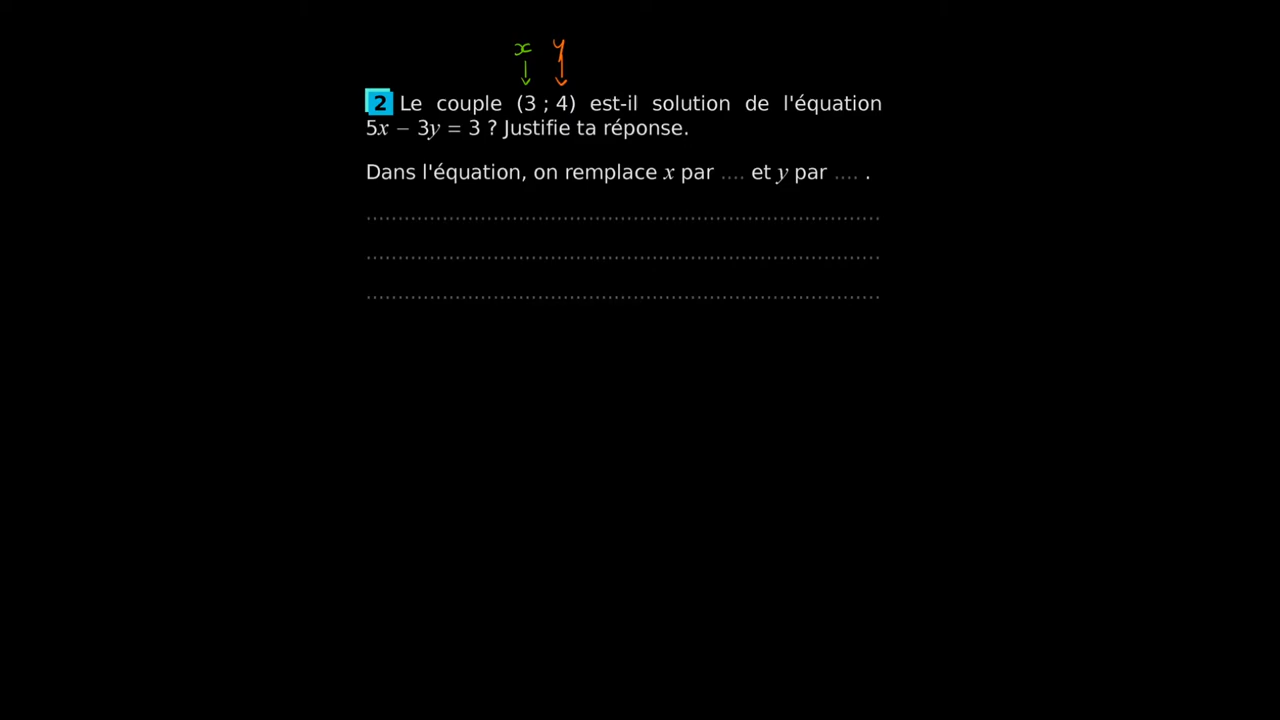 x y
2 Le couple (3 ; 4) est-il solution de l'équation
5x − 3y = 3 ? Justifie ta réponse.
Dans l'équation, on remplace x par .... et y par .... .
................................................................................
................................................................................
................................................................................